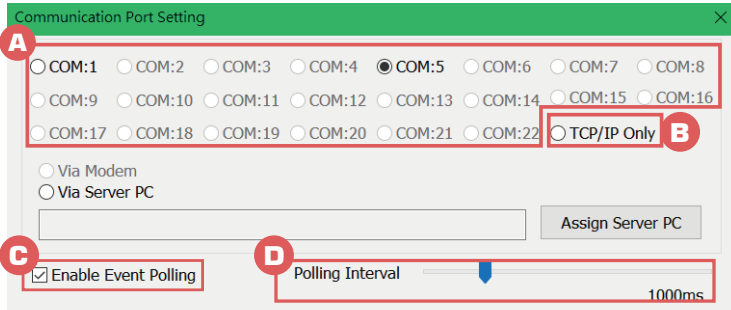 Communication Port Setting
A
COM:1 COM:2 COM:3 COM:4 COM:5 COM:6 COM:7 COM:8
COM:9 COM:10 COM:11 COM:12 COM:13 COM:14 COM:15 COM:16
COM:17 COM:18 COM:19 COM:20 COM:21 COM:22 TCP/IP Only B
Via Modem
Via Server PC
Assign Server PC
C D
Enable Event Polling Polling Interval
1000ms